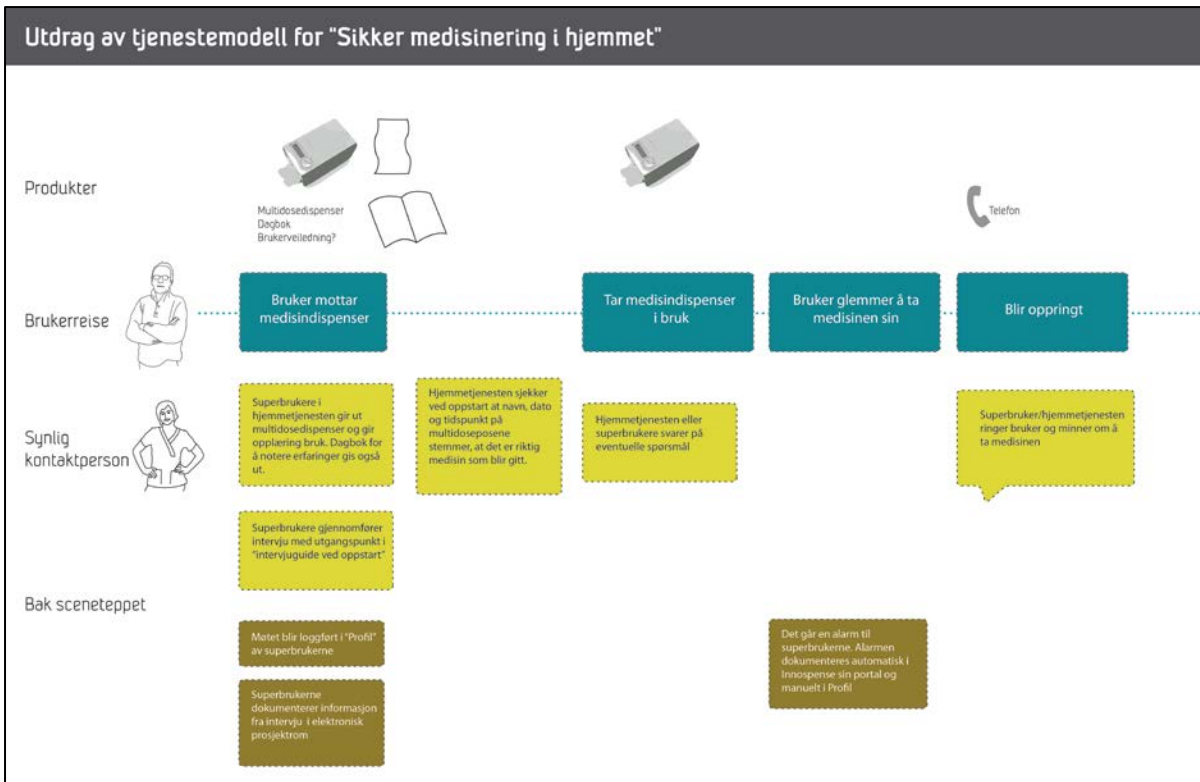 Utdrag av tjenestemodell for "Sikker medisinering i hjemmet"
Produkter
Multidosedispenser
Dagbok
Brukerveiledning?
Telefon
Brukerreise
Bruker mottar
medisindispenser
Tar medisindispenser
i bruk
Bruker glemmer å ta
medisinen sin
Blir oppringt
Synlig
kontaktperson
Superbrukere i
hjemmetjenesten gir ut
multidosedispenser og gir
opplæring bruk. Dagbok for
å notere erfaringer gis også
ut.
Hjemmetjenesten sjekker
ved oppstart at navn, dato
og tidspunkt på
multidoseposene
stemmer, at det er riktig
medisin som blir gitt.
Hjemmetjenesten eller
superbrukere svarer på
eventuelle spørsmål
Superbruker/hjemmetjenesten
ringer bruker og minner om å
ta medisinen
Superbrukere gjennomfører
intervju med utgangspunkt i
"intervjuguide ved oppstart"
Bak sceneteppet
Møtet blir loggført i "Profil"
av superbrukerne
Superbrukerne
dokumenterer informasjon
fra intervju i elektronisk
prosjektrom
Det går en alarm til
superbrukerne. Alarmen
dokumenteres automatisk i
Innospense sin portal og
manuelt i Profil